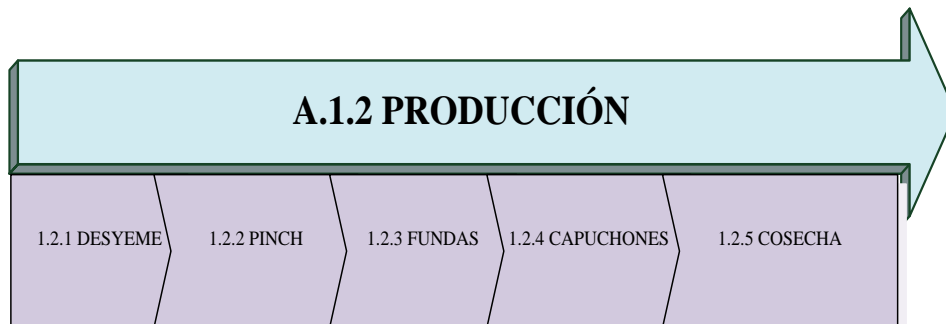 A.1.2 PRODUCCIÓN
1.2.1 DESYEME
1.2.2 PINCH
1.2.3 FUNDAS
1.2.4 CAPUCHONES
1.2.5 COSECHA